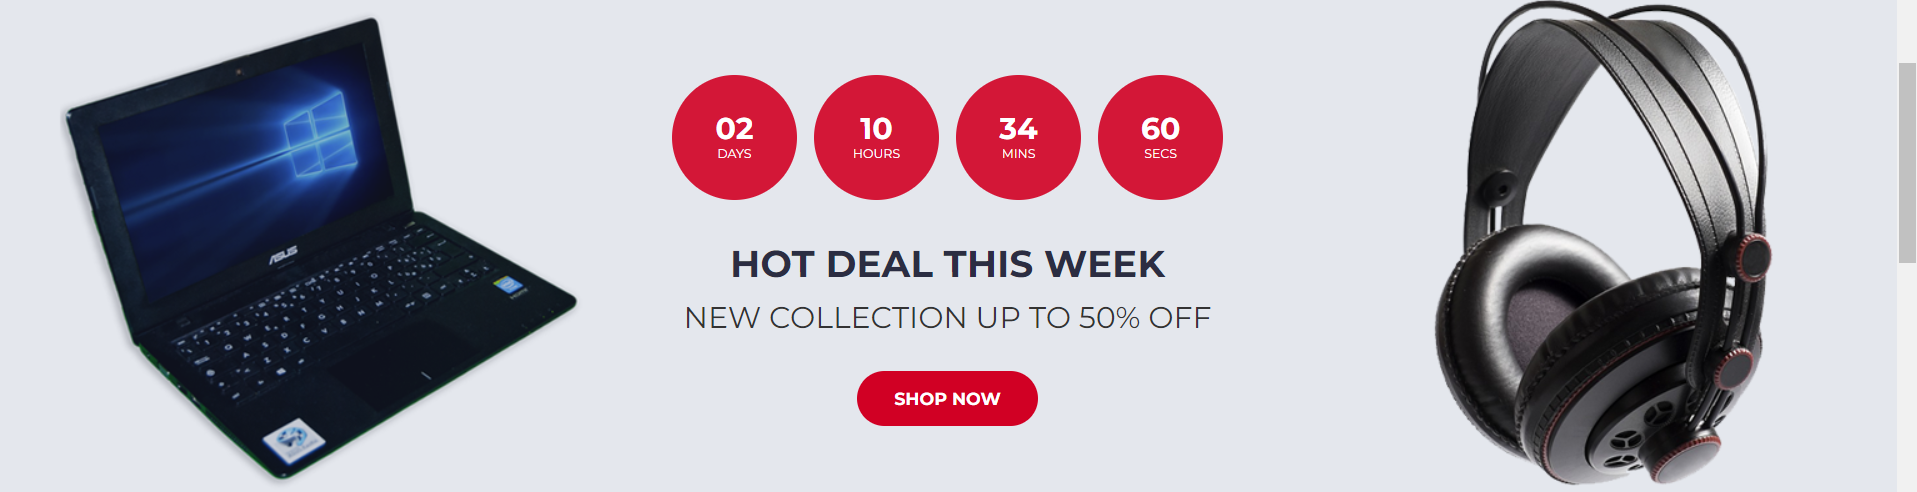 02
DAYS
10
HOURS
34
MINS
60
SECS
HOT DEAL THIS WEEK
NEW COLLECTION UP TO 50% OFF
SHOP NOW
ASUS